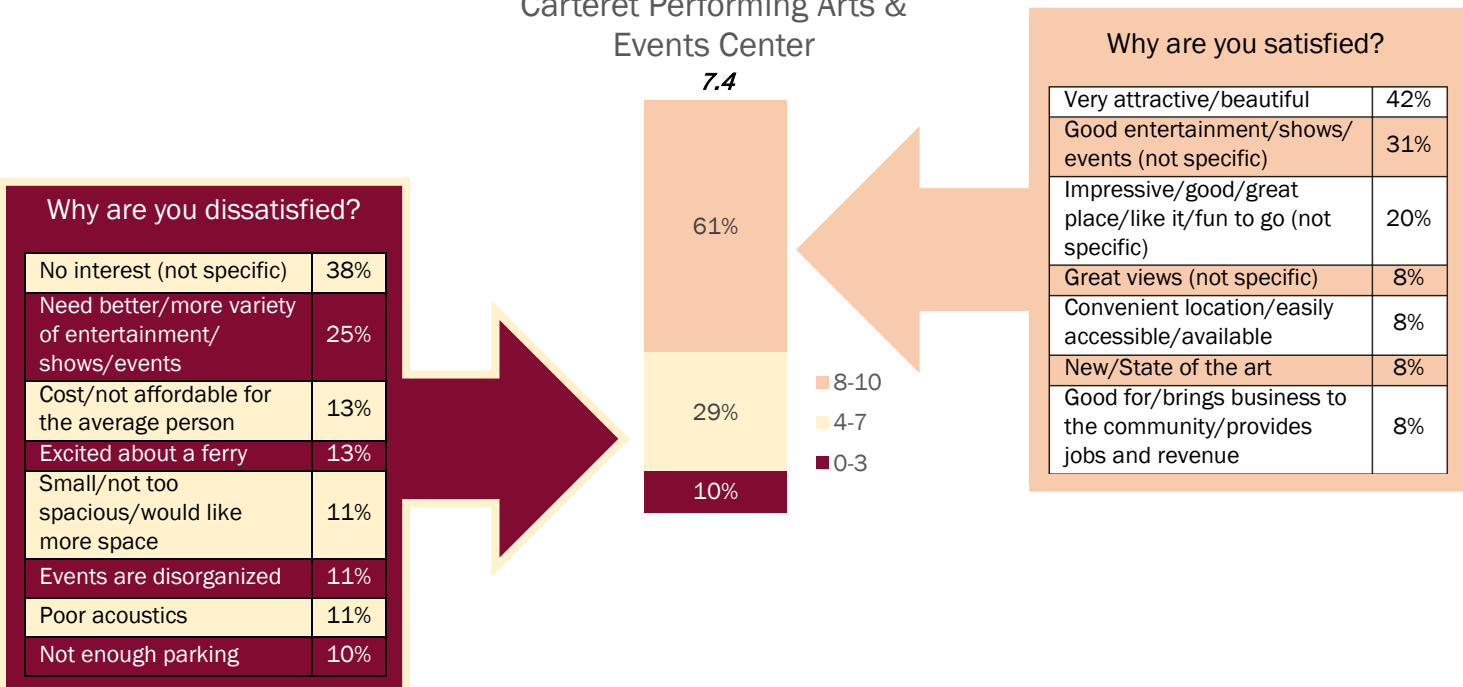 Carteret Performing Arts &
Events Center
7.4
61%
29%
10%
8-10
4-7
0-3
Why are you dissatisfied?
No interest (not specific) 38%
Need better/more variety
of entertainment/
shows/events
25%
Cost/not affordable for
the average person
13%
Excited about a ferry 13%
Small/not too
spacious/would like
more space
11%
Events are disorganized 11%
Poor acoustics 11%
Not enough parking 10%
Why are you satisfied?
Very attractive/beautiful 42%
Good entertainment/shows/
events (not specific)
31%
Impressive/good/great
place/like it/fun to go (not
specific)
20%
Great views (not specific) 8%
Convenient location/easily
accessible/available
8%
New/State of the art 8%
Good for/brings business to
the community/provides
jobs and revenue
8%